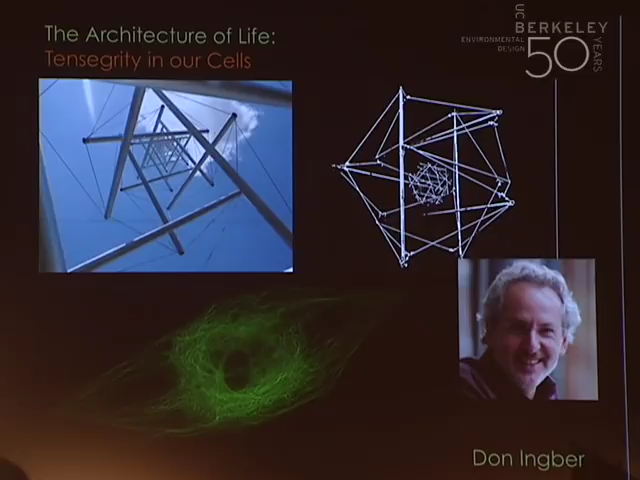 The Architecture of Life:
Tensegrity in our Cells
UC
BERKELEY
ENVIRONMENTAL
DESIGN
50
YEARS
Don Ingber